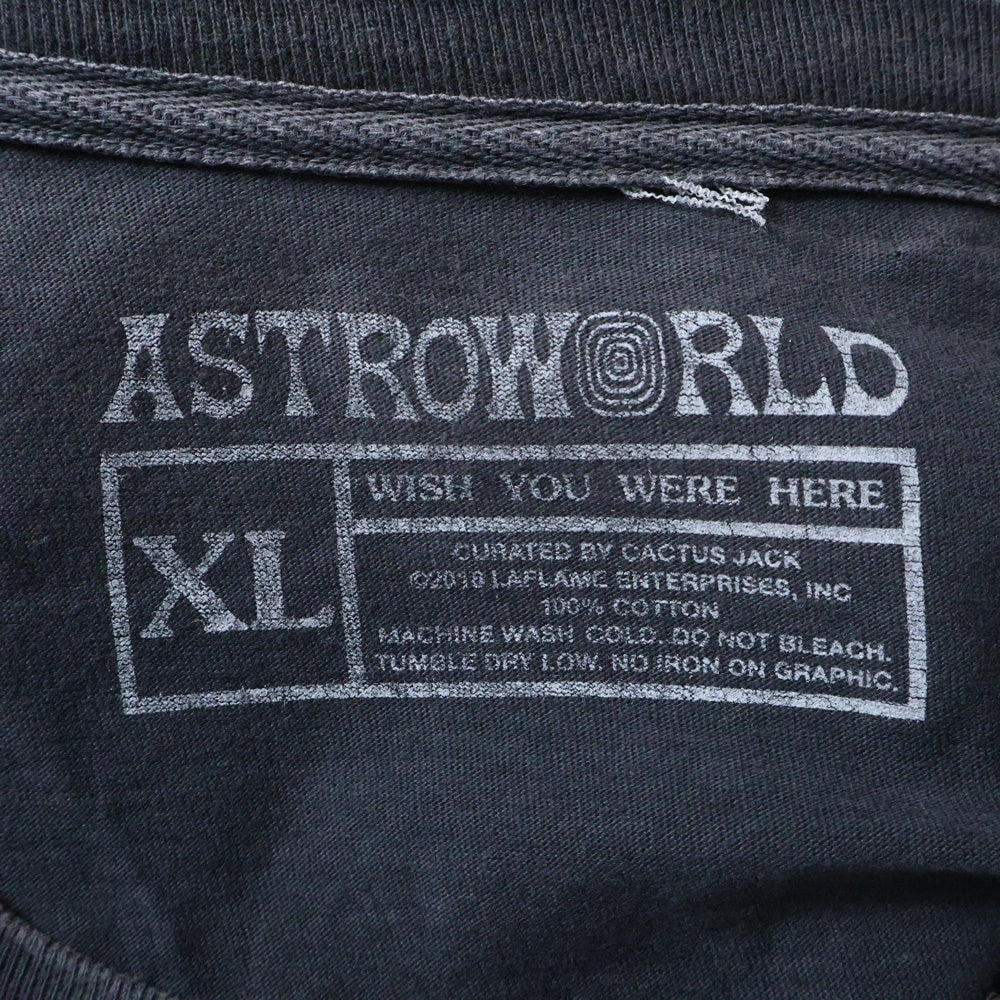 ASTROWORLD
XL
WISH YOU WERE HERE
CURATED BY CACTUS JACK
©2018 LAFLAME ENTERPRISES, INC
100% COTTON
MACHINE WASH COLD. DO NOT BLEACH.
TUMBLE DRY LOW. NO IRON ON GRAPHIC.